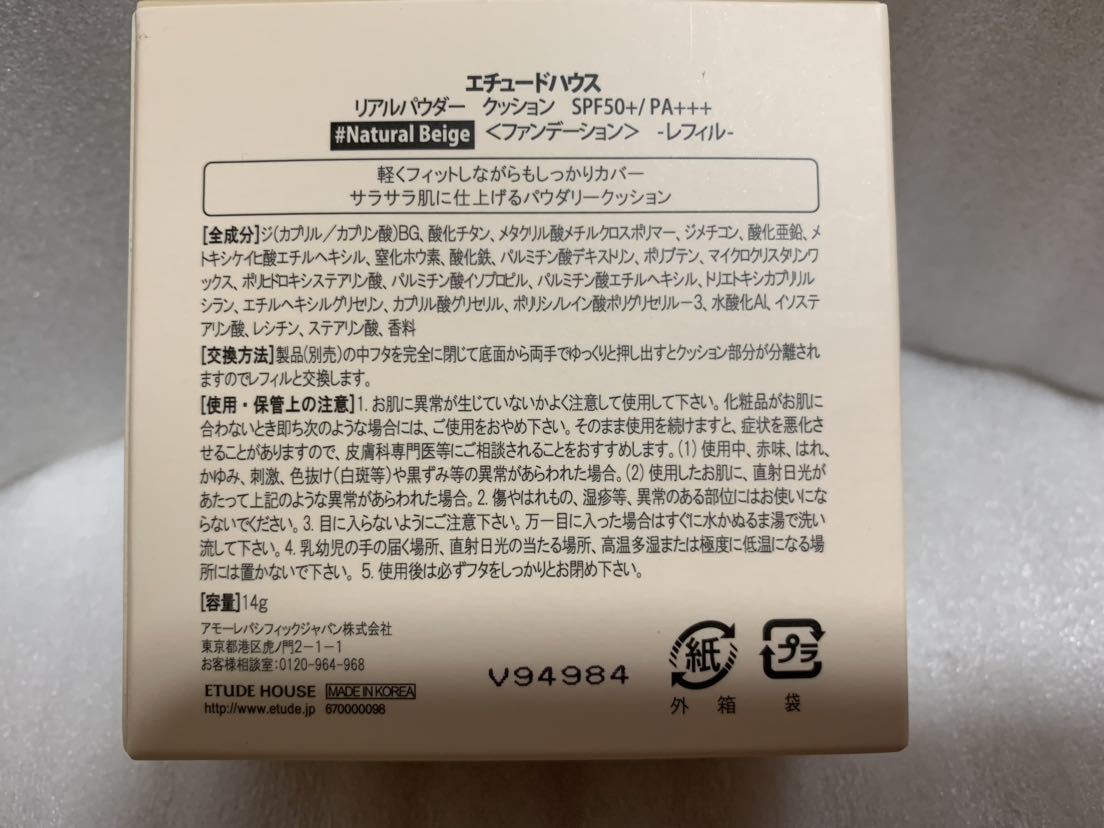 エチュードハウス
リアルパウダー クッション SPF50+/ PA+++
#Natural Beige <ファンデーション> -レフィル-
軽くフィットしながらもしっかりカバー
サラサラ肌に仕上げるパウダリークッション
[全成分]ジ(カプリル/カプリン酸)BG、酸化チタン、メタクリル酸メチルクロスポリマー、ジメチコン、酸化亜鉛、メ
トキシケイヒ酸エチルヘキシル、窒化ホウ素、酸化鉄、パルミチン酸デキストリン、ポリブテン、マイクロクリスタリンワ
ックス、ポリヒドロキシステアリン酸、パルミチン酸イソプロピル、パルミチン酸エチルヘキシル、トリエトキシカプリリル
シラン、エチルヘキシルグリセリン、カプリル酸グリセリル、ポリリシノレイン酸ポリグリセリル-3、水酸化Al、イソステ
アリン酸、レシチン、ステアリン酸、香料
[交換方法]製品(別売)の中フタを完全に閉じて底面から両手でゆっくりと押し出すとクッション部分が分離され
ますのでレフィルと交換します。
[使用・保管上の注意]1. お肌に異常が生じていないかよく注意して使用して下さい。化粧品がお肌に
合わないとき即ち次のような場合には、ご使用をおやめ下さい。そのまま使用を続けますと、症状を悪化さ
せることがありますので、皮膚科専門医等にご相談されることをおすすめします。(1) 使用中、赤味、はれ、
かゆみ、刺激、色抜け(白斑等)や黒ずみ等の異常があらわれた場合。(2) 使用したお肌に、直射日光が
あたって上記のような異常があらわれた場合。2. 傷やはれもの、湿疹等、異常のある部位にはお使いにな
らないでください。3. 目に入らないようにご注意下さい。万一目に入った場合はすぐに水かぬるま湯で洗い
流して下さい。4. 乳幼児の手の届く場所、直射日光の当たる場所、高温多湿または極度に低温になる場
所には置かないで下さい。5. 使用後は必ずフタをしっかりとお閉め下さい。
[容量]14g
アモーレパシフィックジャパン株式会社
東京都港区虎ノ門2-1-1
お客様相談室:0120-964-968
ETUDE HOUSE MADE IN KOREA
http://www.etude.jp 670000098
V94984
紙
外 箱
プラ
袋